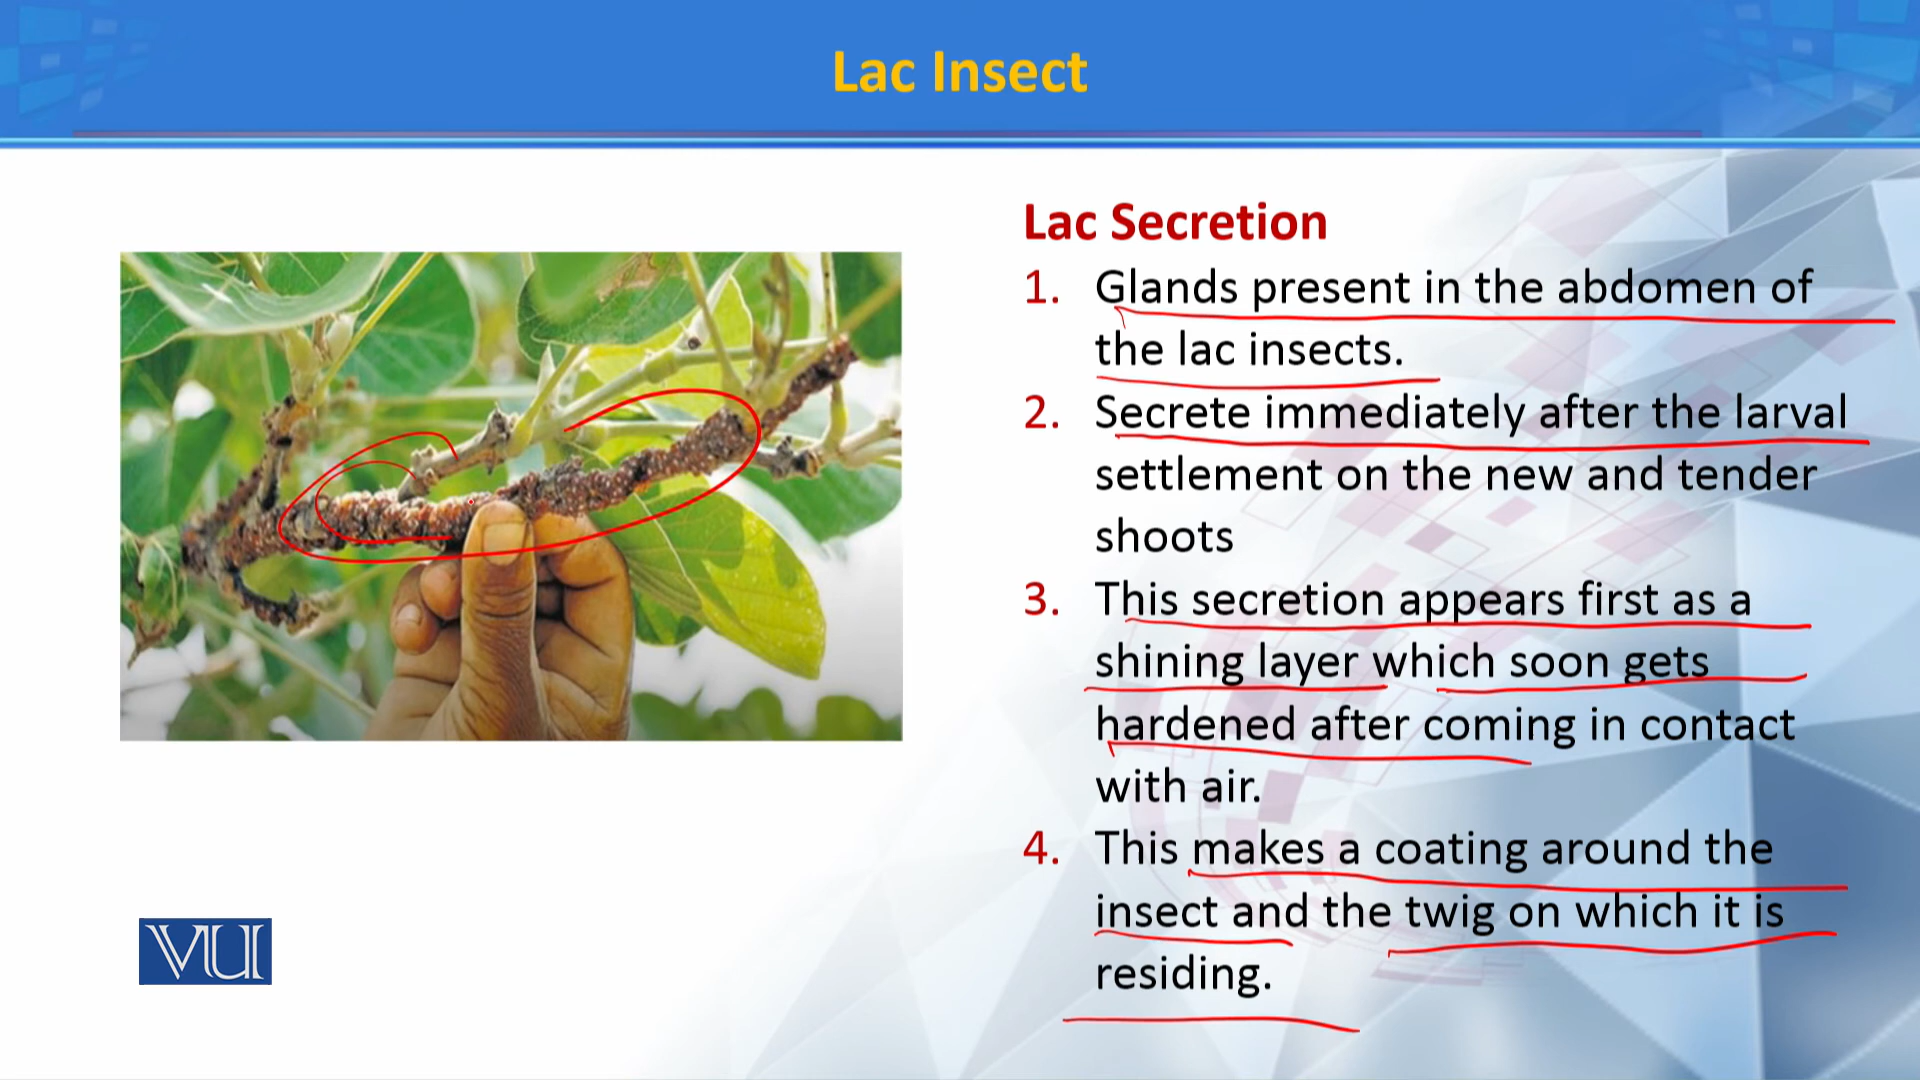 Lac Insect
Lac Secretion
1. Glands present in the abdomen of
the lac insects.
2. Secrete immediately after the larval
settlement on the new and tender
shoots
3. This secretion appears first as a
shining layer which soon gets
hardened after coming in contact
with air.
4. This makes a coating around the
insect and the twig on which it is
residing.
VU